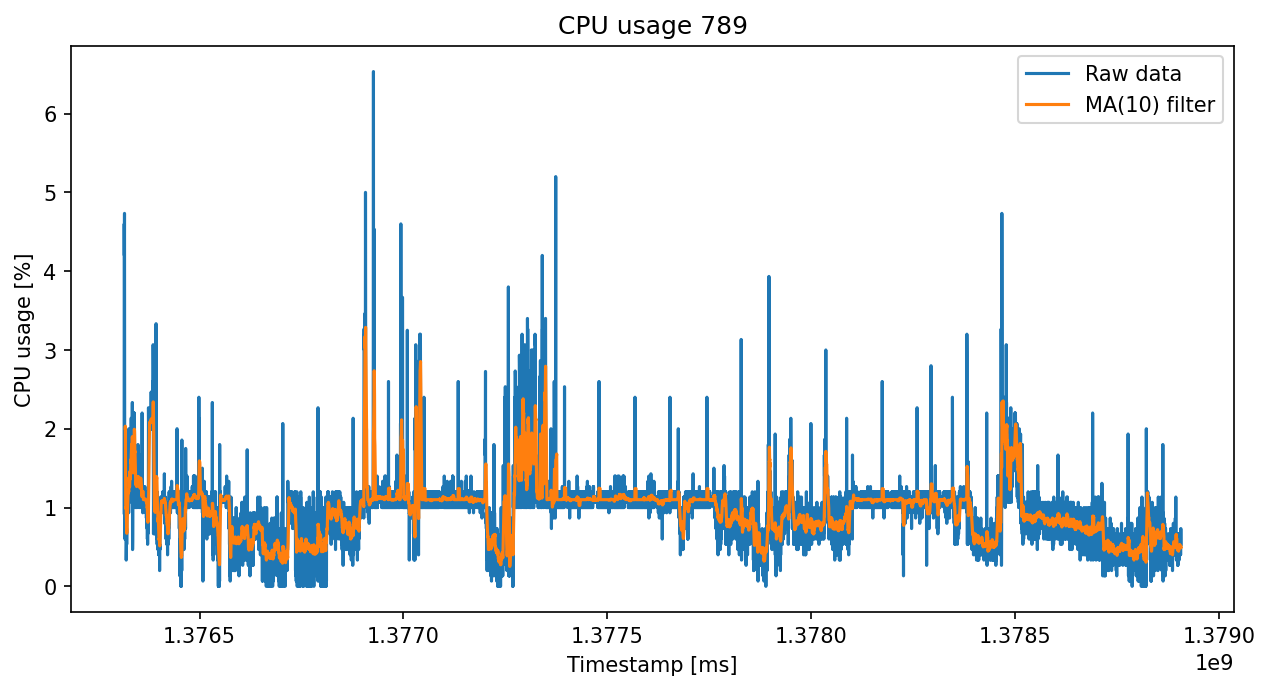 CPU usage 789
Raw data
MA(10) filter
CPU usage [%]
6
5
4
3
2
1
0
1.3765 1.3770 1.3775 1.3780 1.3785 1.3790
1e9
Timestamp [ms]